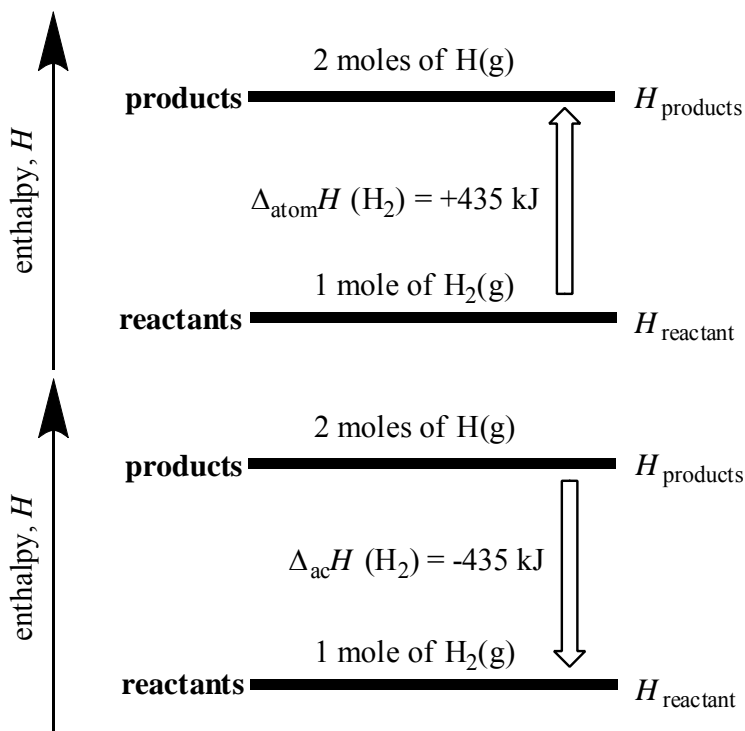 2 moles of H(g)
products
H products
enthalpy, H
ΔatomH (H2) = +435 kJ
1 mole of H2(g)
reactants
H reactant
2 moles of H(g)
products
H products
enthalpy, H
ΔacH (H2) = -435 kJ
1 mole of H2(g)
reactants
H reactant